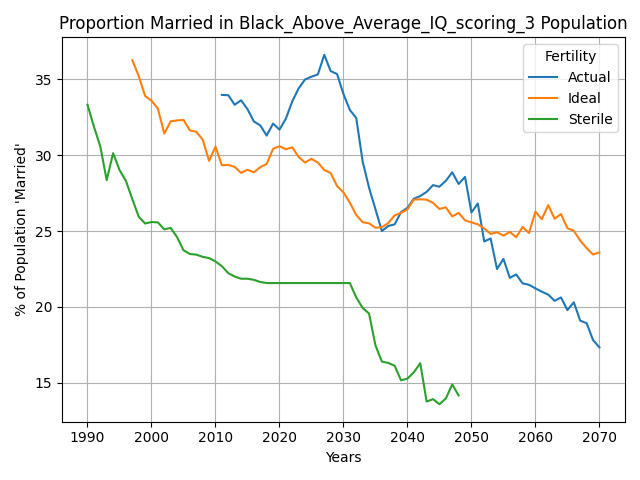 Proportion Married in Black_Above_Average_IQ_scoring_3 Population
% of Population 'Married'
35
30
25
20
15
Fertility
Actual
Ideal
Sterile
1990 2000 2010 2020 2030 2040 2050 2060 2070
Years